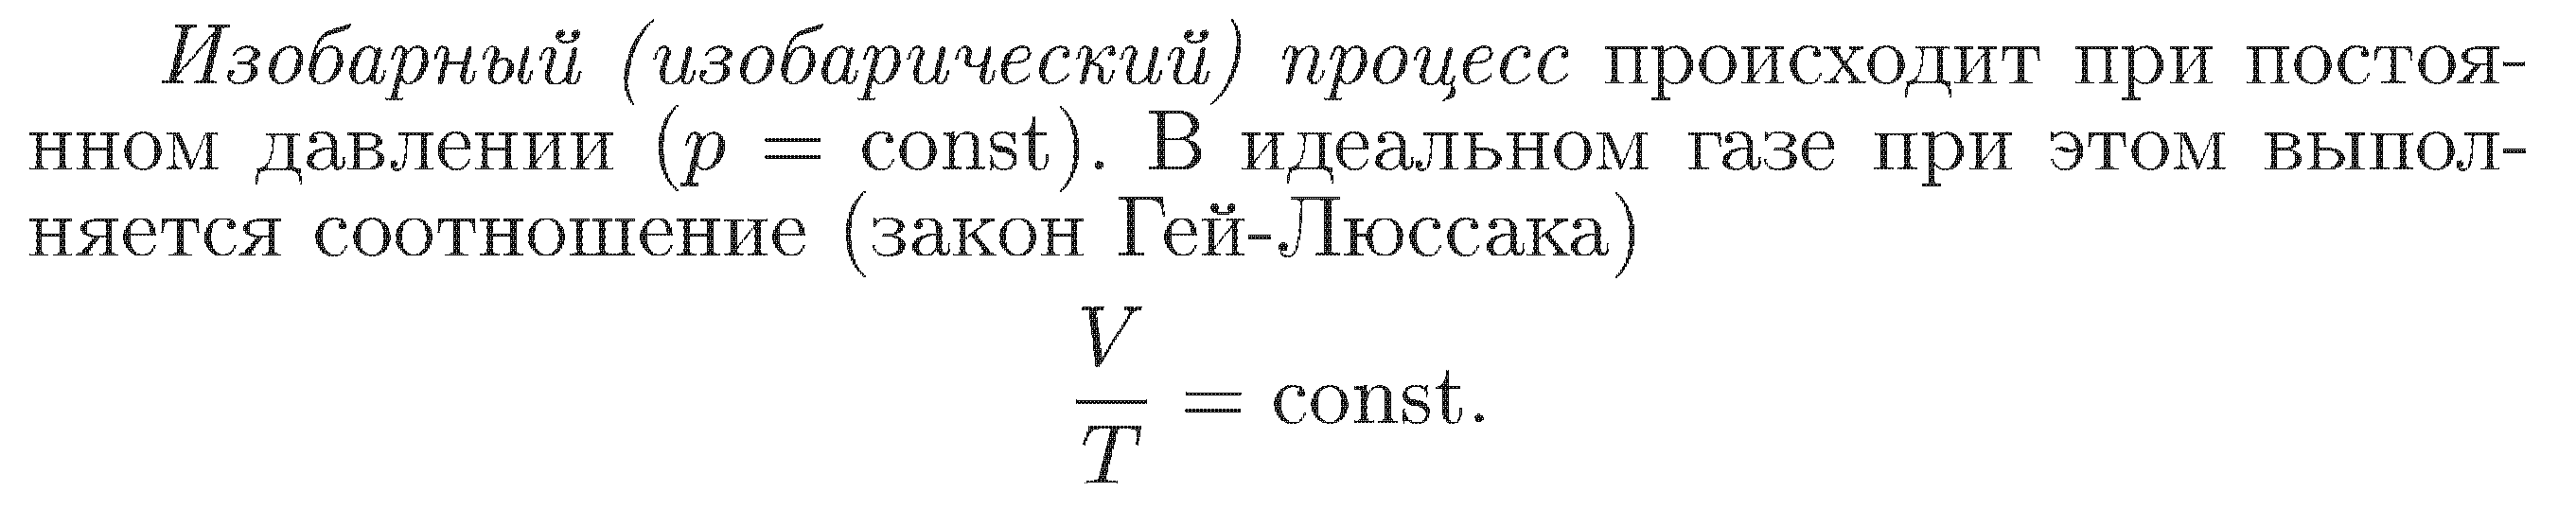 Изобарный (изобарический) процесс происходит при постоя-
нном давлении (p = const). В идеальном газе при этом выпол-
няется соотношение (закон Гей-Люссака)
V
T
= const.